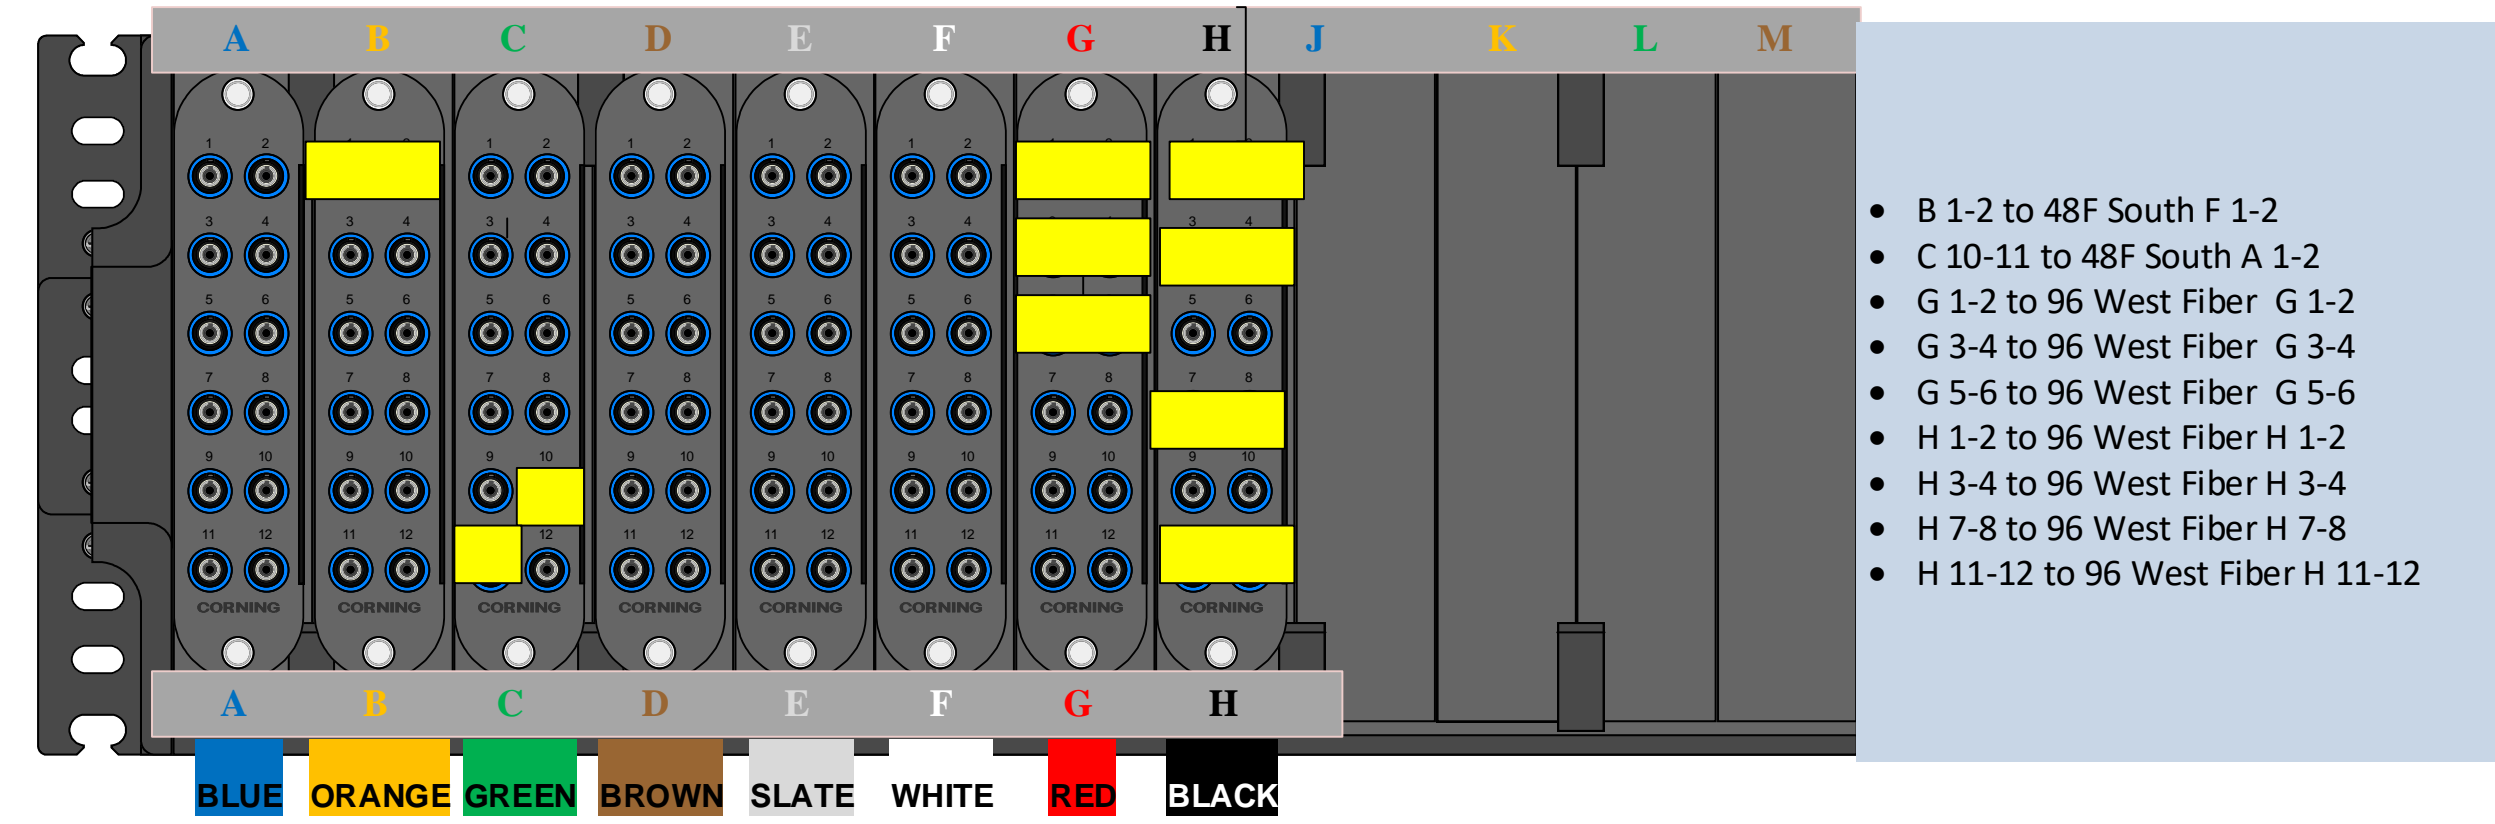 A B C D E F G H J K L M
1 2 1 2 1 2 1 2 1 2 1 2
3 4 3 4 3 4 3 4 3 4 3 4 3 4
5 6 5 6 5 6 5 6 5 6 5 6 5 6
7 8 7 8 7 8 7 8 7 8 7 8 7 8 7 8
9 10 9 10 9 10 9 10 9 10 9 10 9 10 9 10
11 12 11 12 12 11 12 11 12 11 12 11 12
CORNING CORNING CORNING CORNING CORNING CORNING CORNING CORNING
A B C D E F G H
BLUE ORANGE GREEN BROWN SLATE WHITE RED BLACK
• B 1-2 to 48F South F 1-2
• C 10-11 to 48F South A 1-2
• G 1-2 to 96 West Fiber G 1-2
• G 3-4 to 96 West Fiber G 3-4
• G 5-6 to 96 West Fiber G 5-6
• H 1-2 to 96 West Fiber H 1-2
• H 3-4 to 96 West Fiber H 3-4
• H 7-8 to 96 West Fiber H 7-8
• H 11-12 to 96 West Fiber H 11-12